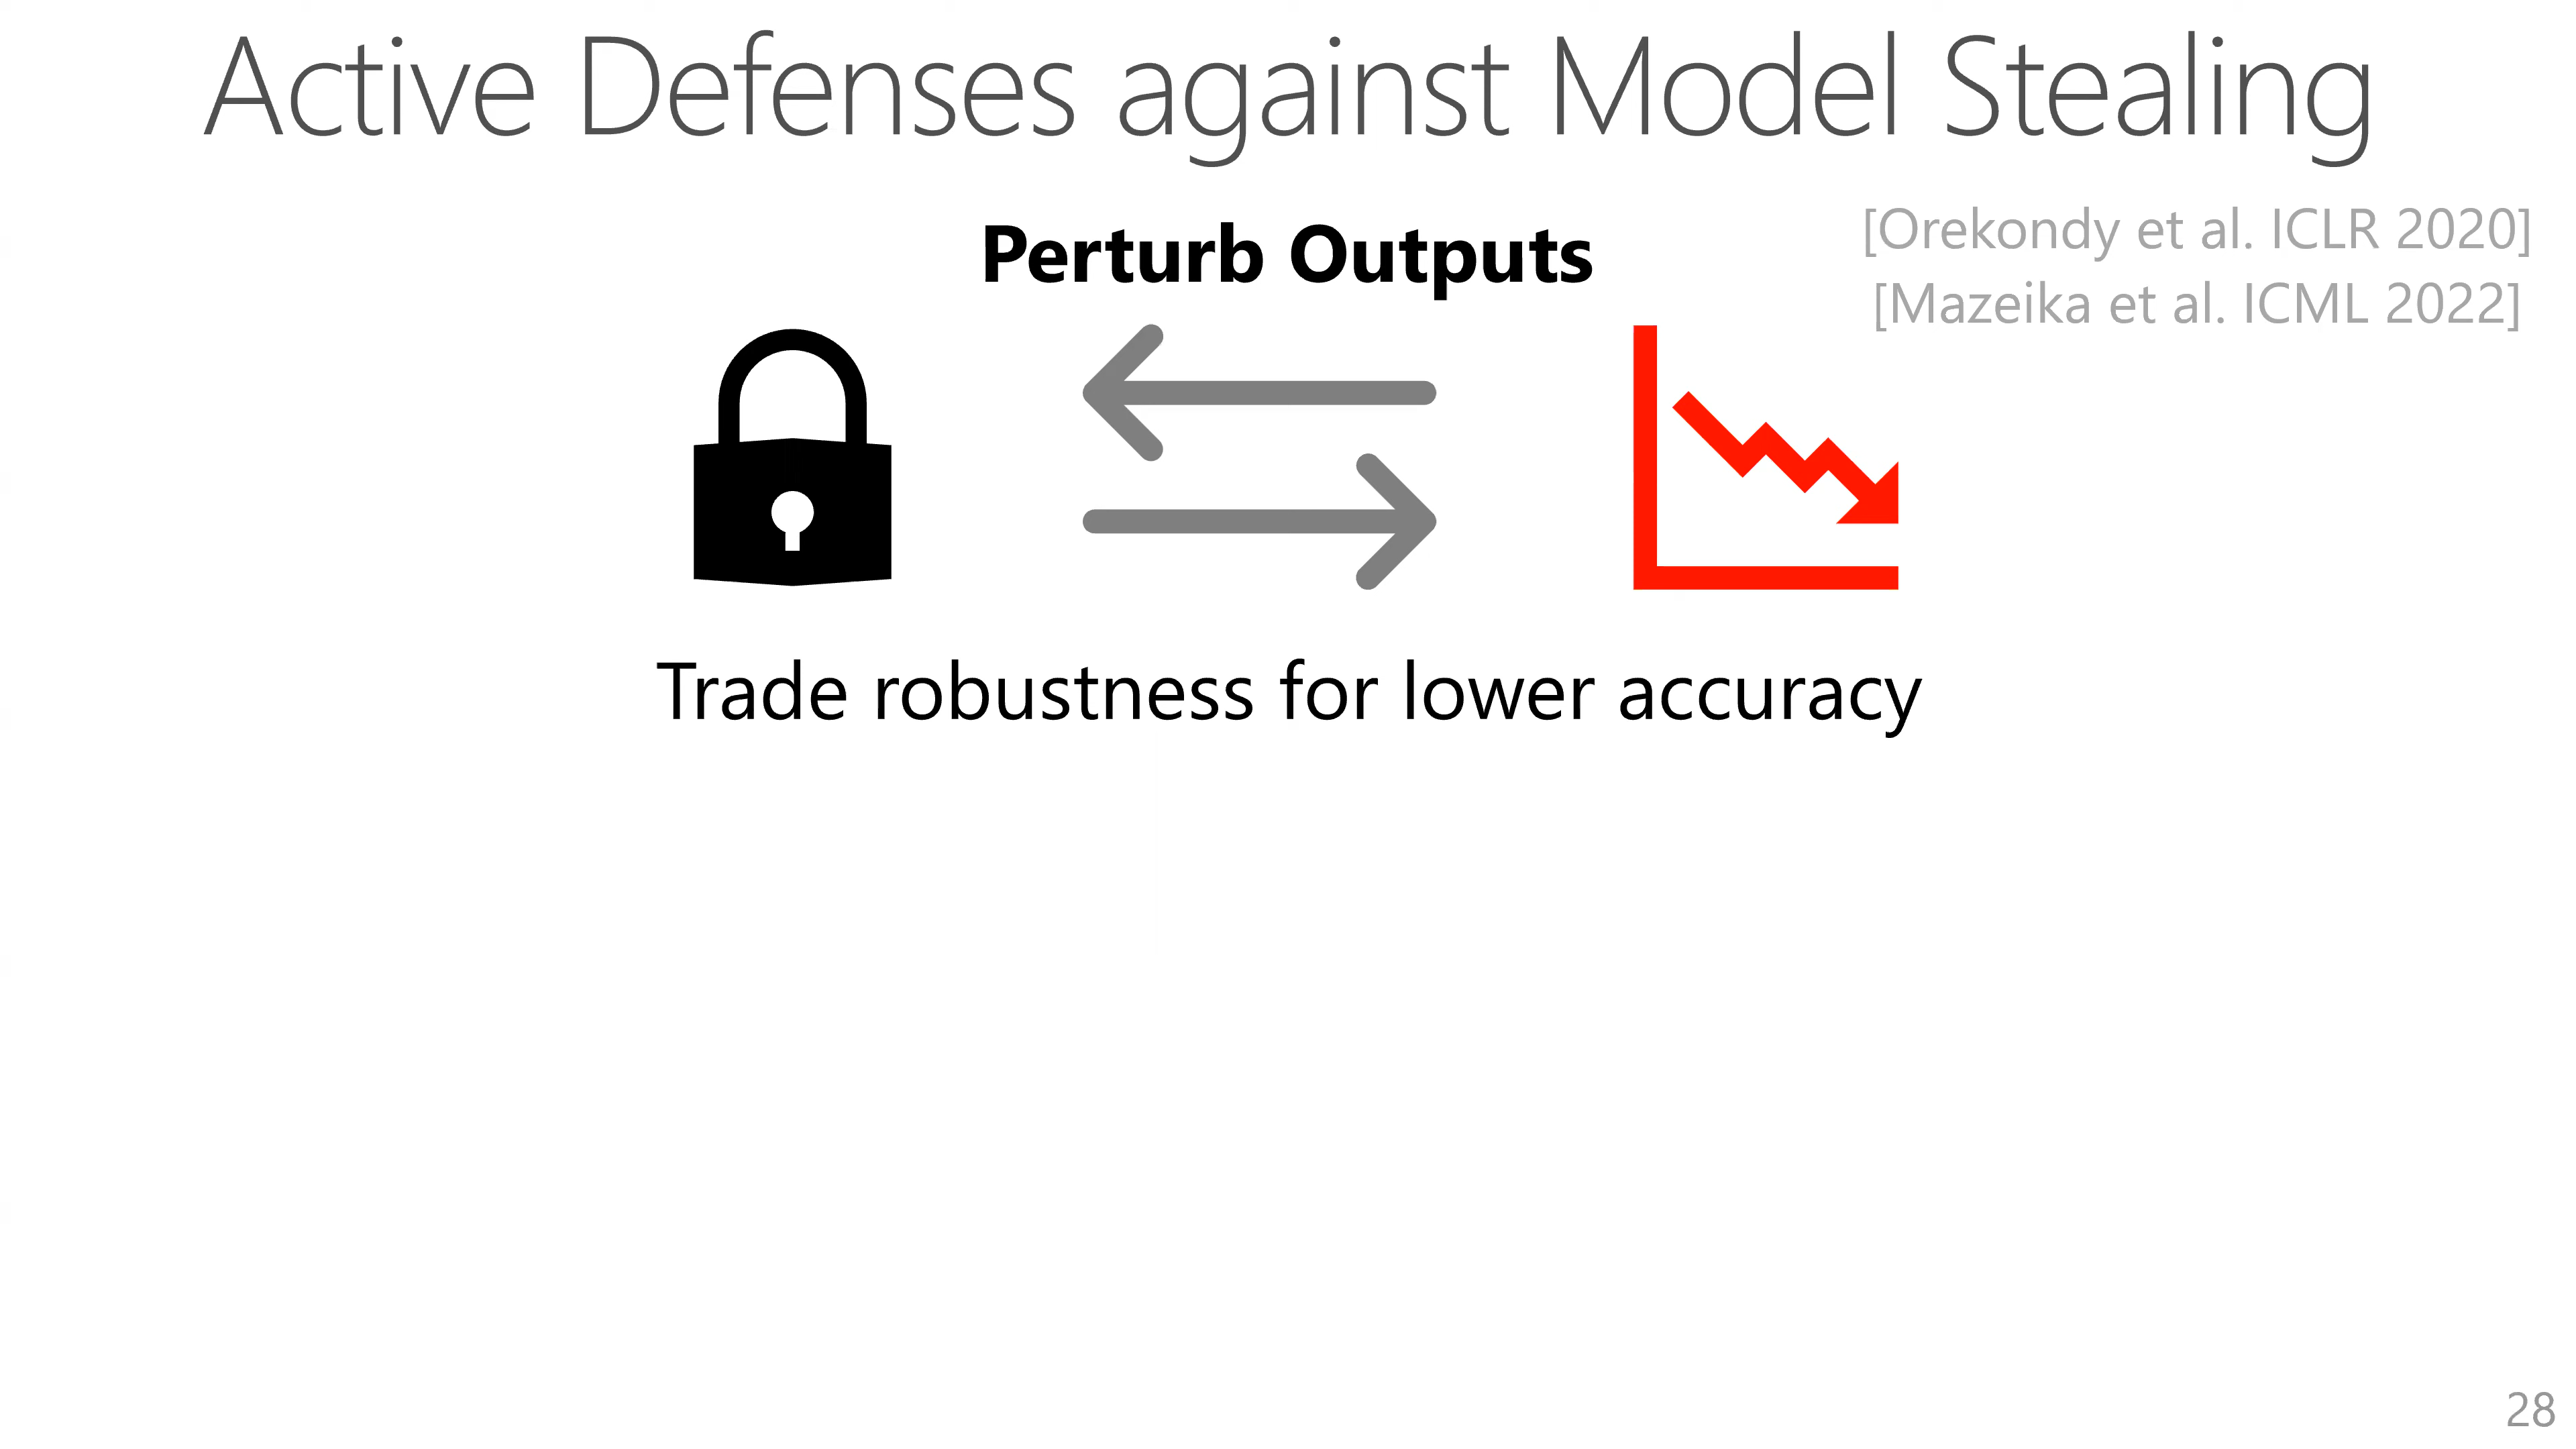 Active Defenses against Model Stealing
Perturb Outputs
[Orekondy et al. ICLR 2020]
[Mazeika et al. ICML 2022]
Trade robustness for lower accuracy
28